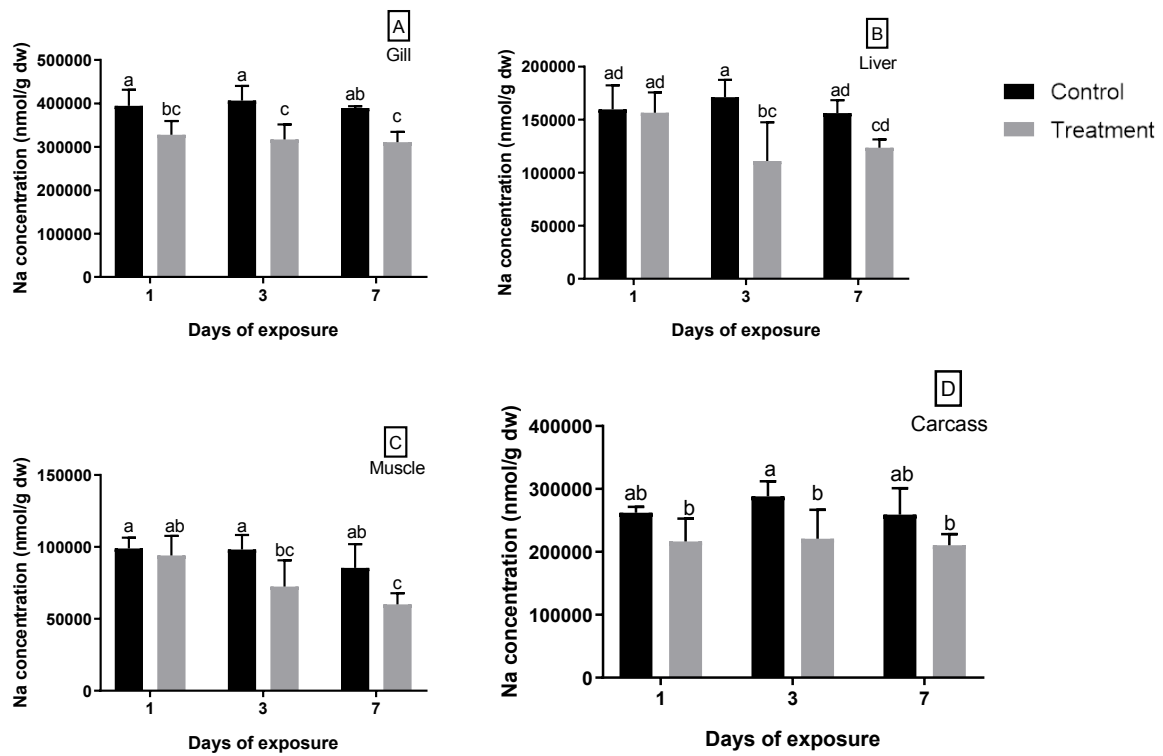 A
Gill
Na concentration (nmol/g dw)
500000
400000
300000
200000
100000
0
a
bc
a
c
ab
c
1
3
7
Days of exposure
B
Liver
Na concentration (nmol/g dw)
200000
150000
100000
50000
0
ad
ad
a
bc
ad
cd
1
3
7
Days of exposure
Control
Treatment
C
Muscle
Na concentration (nmol/g dw)
150000
100000
50000
0
a
ab
a
bc
ab
c
1
3
7
Days of exposure
D
Carcass
Na concentration (nmol/g dw)
400000
300000
200000
100000
0
ab
b
a
b
ab
b
1
3
7
Days of exposure